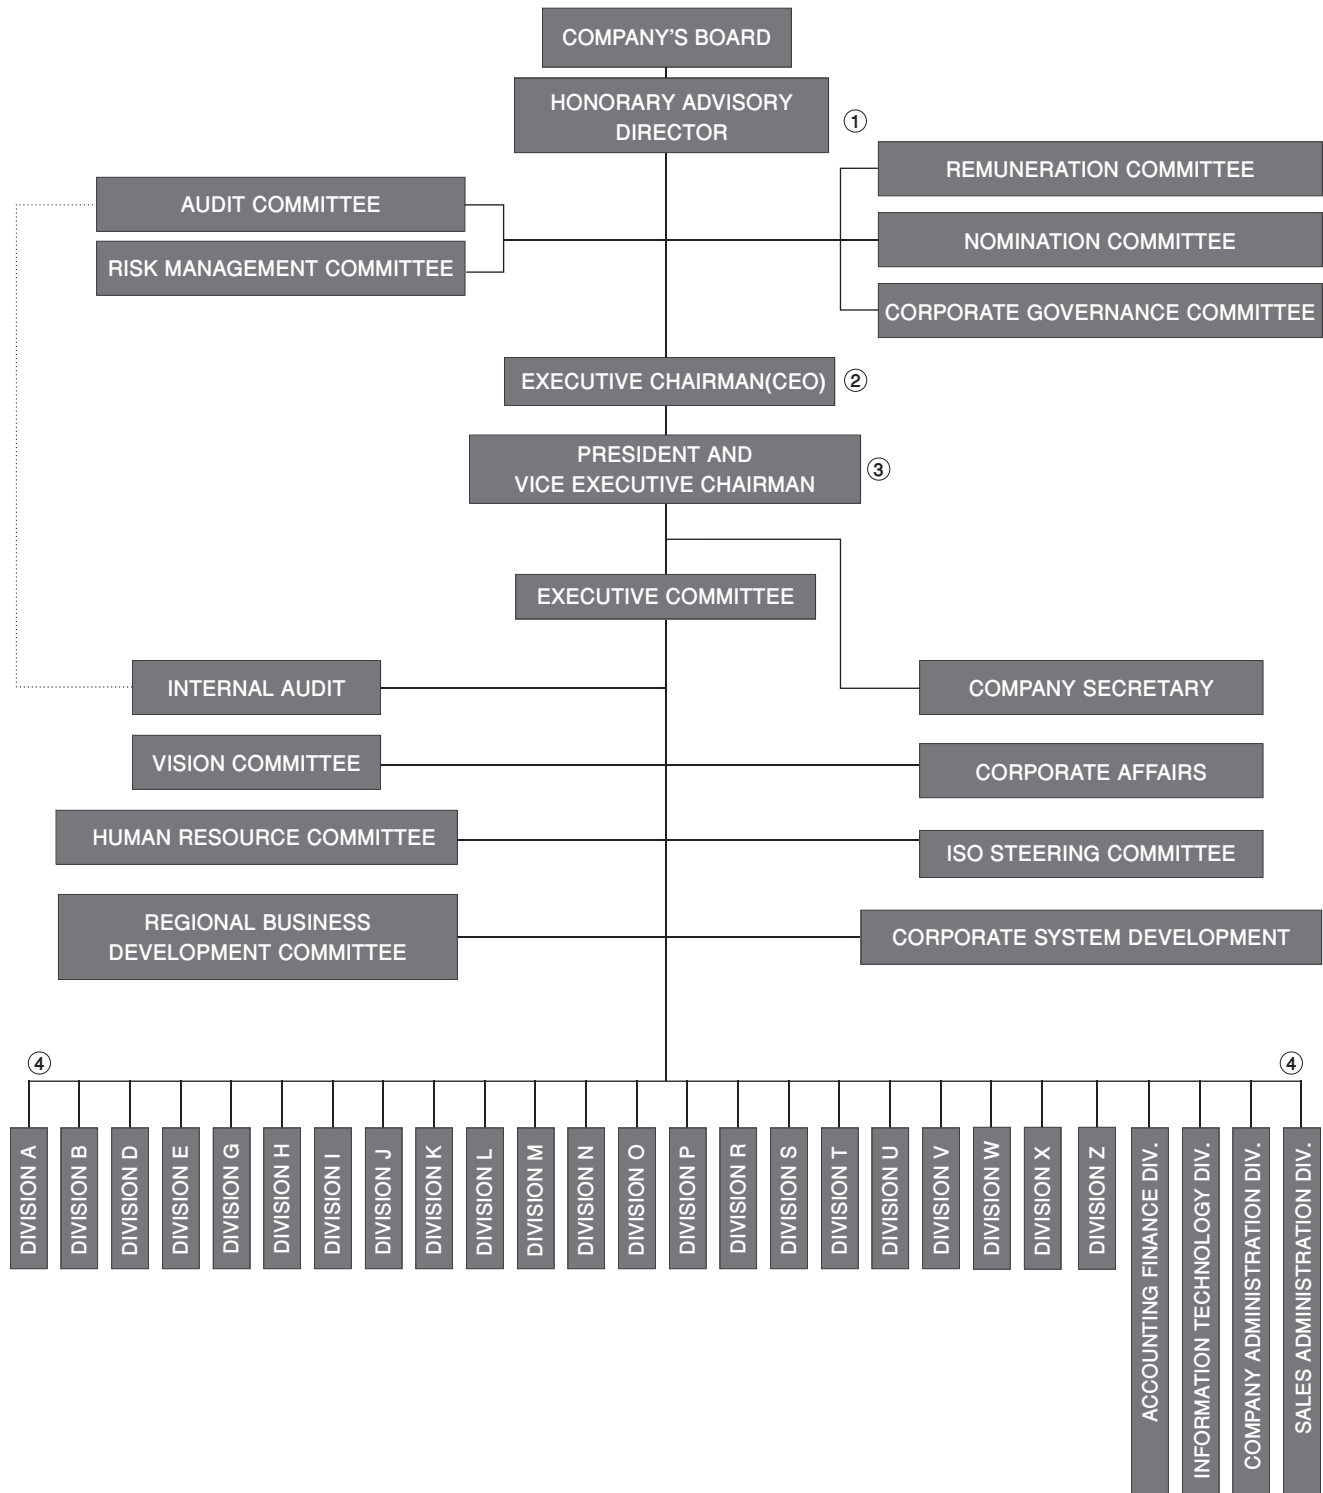 COMPANY'S BOARD
HONORARY ADVISORY
DIRECTOR
①
REMUNERATION COMMITTEE
AUDIT COMMITTEE
NOMINATION COMMITTEE
RISK MANAGEMENT COMMITTEE
CORPORATE GOVERNANCE COMMITTEE
EXECUTIVE CHAIRMAN(CEO)
②
PRESIDENT AND
VICE EXECUTIVE CHAIRMAN
③
EXECUTIVE COMMITTEE
INTERNAL AUDIT
COMPANY SECRETARY
VISION COMMITTEE
CORPORATE AFFAIRS
HUMAN RESOURCE COMMITTEE
ISO STEERING COMMITTEE
REGIONAL BUSINESS
DEVELOPMENT COMMITTEE
CORPORATE SYSTEM DEVELOPMENT
④
④
DIVISION A
DIVISION B
DIVISION D
DIVISION E
DIVISION G
DIVISION H
DIVISION I
DIVISION J
DIVISION K
DIVISION L
DIVISION M
DIVISION N
DIVISION O
DIVISION P
DIVISION R
DIVISION S
DIVISION T
DIVISION U
DIVISION V
DIVISION W
DIVISION X
DIVISION Z
ACCOUNTING FINANCE DIV.
INFORMATION TECHNOLOGY DIV.
COMPANY ADMINISTRATION DIV.
SALES ADMINISTRATION DIV.